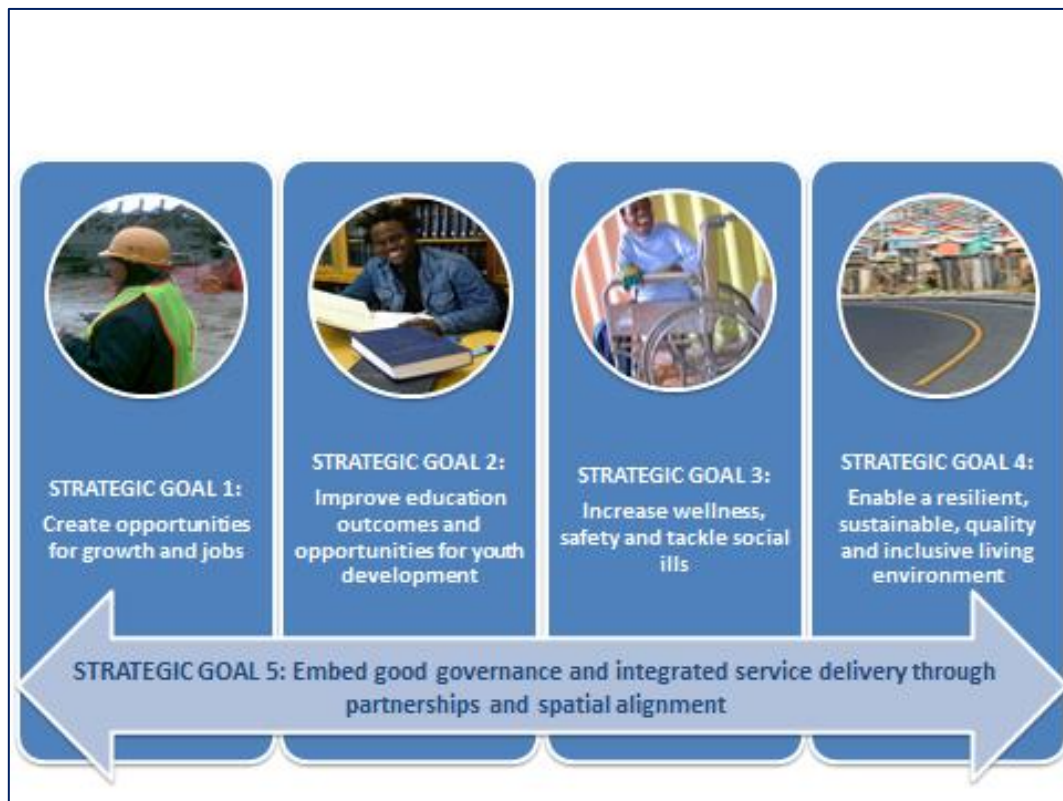 STRATEGIC GOAL 1:
Create opportunities
for growth and jobs
STRATEGIC GOAL 2:
Improve education
outcomes and
opportunities for youth
development
STRATEGIC GOAL 3:
Increase wellness,
safety and tackle social
ills
STRATEGIC GOAL 4:
Enable a resilient,
sustainable, quality
and inclusive living
environment
STRATEGIC GOAL 5: Embed good governance and integrated service delivery through
partnerships and spatial alignment